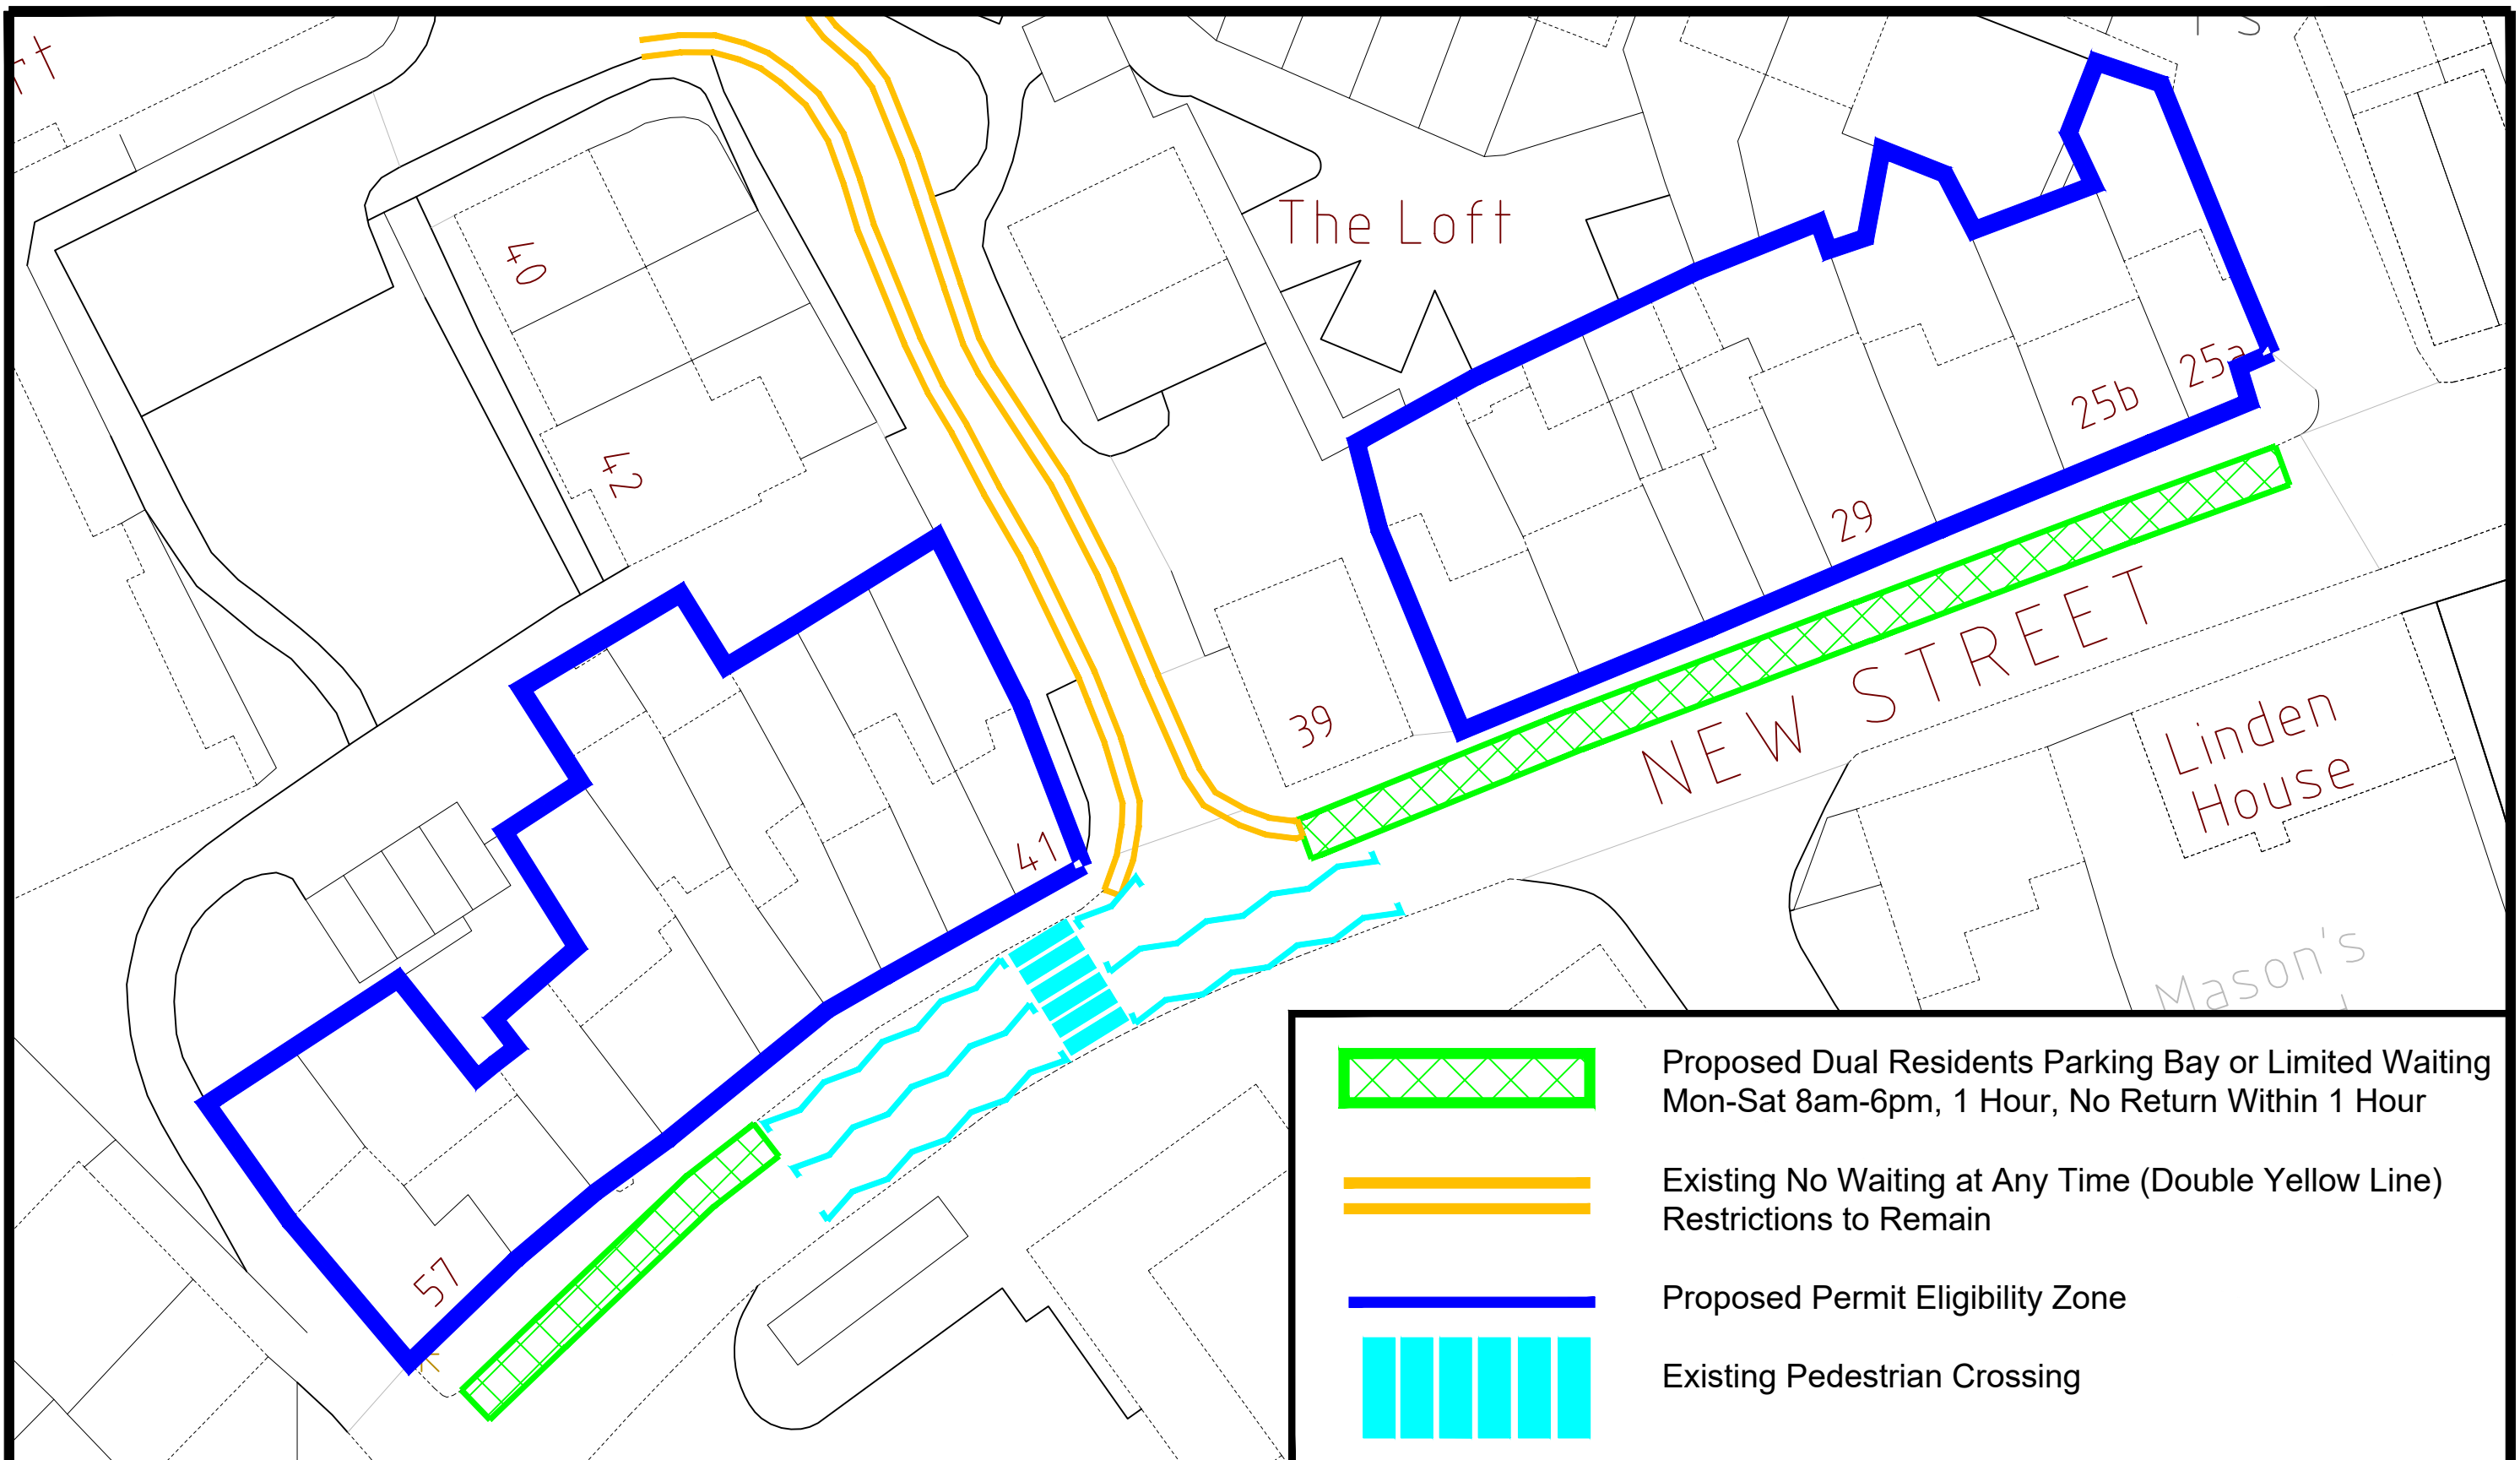 The Loft
40
42
25a
25b
29
39
41
57
NEW STREET
Linden
House
Mason's
Proposed Dual Residents Parking Bay or Limited Waiting
Mon-Sat 8am-6pm, 1 Hour, No Return Within 1 Hour
Existing No Waiting at Any Time (Double Yellow Line)
Restrictions to Remain
Proposed Permit Eligibility Zone
Existing Pedestrian Crossing